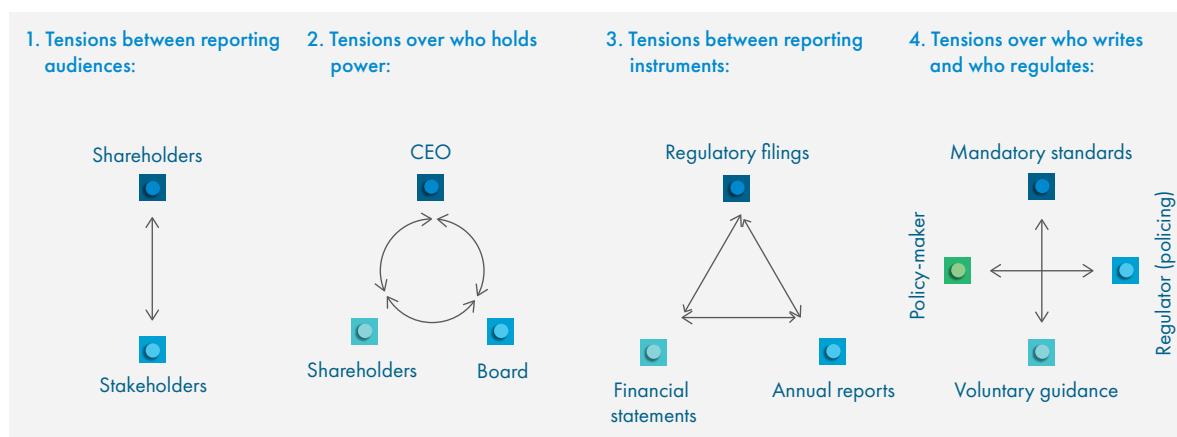 1. Tensions between reporting
audiences:
Shareholders
Stakeholders
2. Tensions over who holds
power:
CEO
Shareholders
Board
3. Tensions between reporting
instruments:
Regulatory filings
Financial
statements
Annual reports
4. Tensions over who writes
and who regulates:
Mandatory standards
Policy-maker
Regulator (policing)
Voluntary guidance